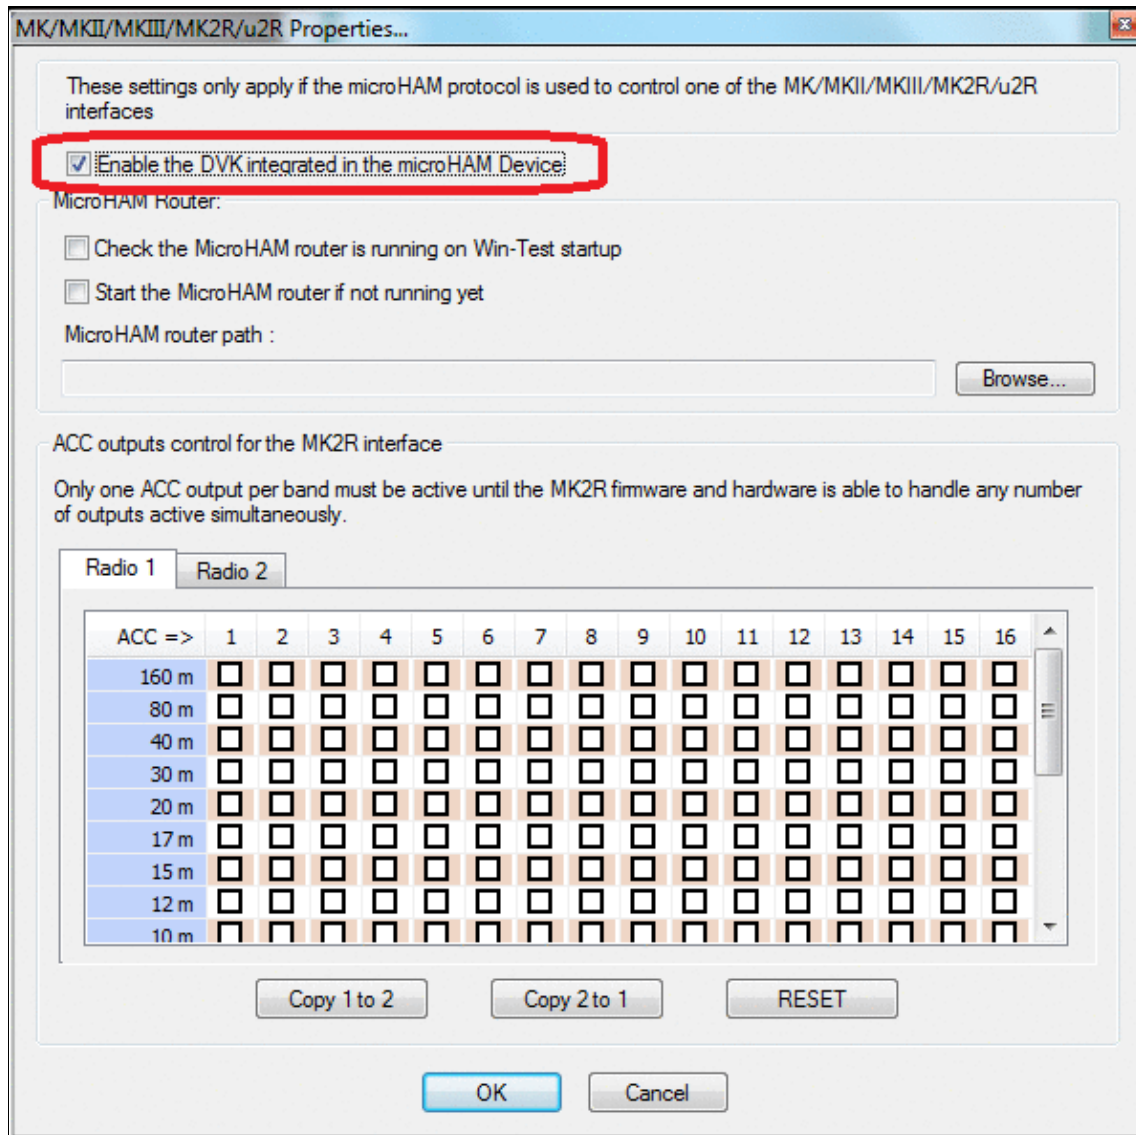 MK/MKII/MKIII/MK2R/u2R Properties...
These settings only apply if the microHAM protocol is used to control one of the MK/MKII/MKIII/MK2R/u2R
interfaces
Enable the DVK integrated in the microHAM Device
MicroHAM Router:
Check the MicroHAM router is running on Win-Test startup
Start the MicroHAM router if not running yet
MicroHAM router path :
Browse...
ACC outputs control for the MK2R interface
Only one ACC output per band must be active until the MK2R firmware and hardware is able to handle any number
of outputs active simultaneously.
Radio 1 Radio 2
ACC => 1 2 3 4 5 6 7 8 9 10 11 12 13 14 15 16
160 m
80 m
40 m
30 m
20 m
17 m
15 m
12 m
10 m
Copy 1 to 2 Copy 2 to 1 RESET
OK Cancel